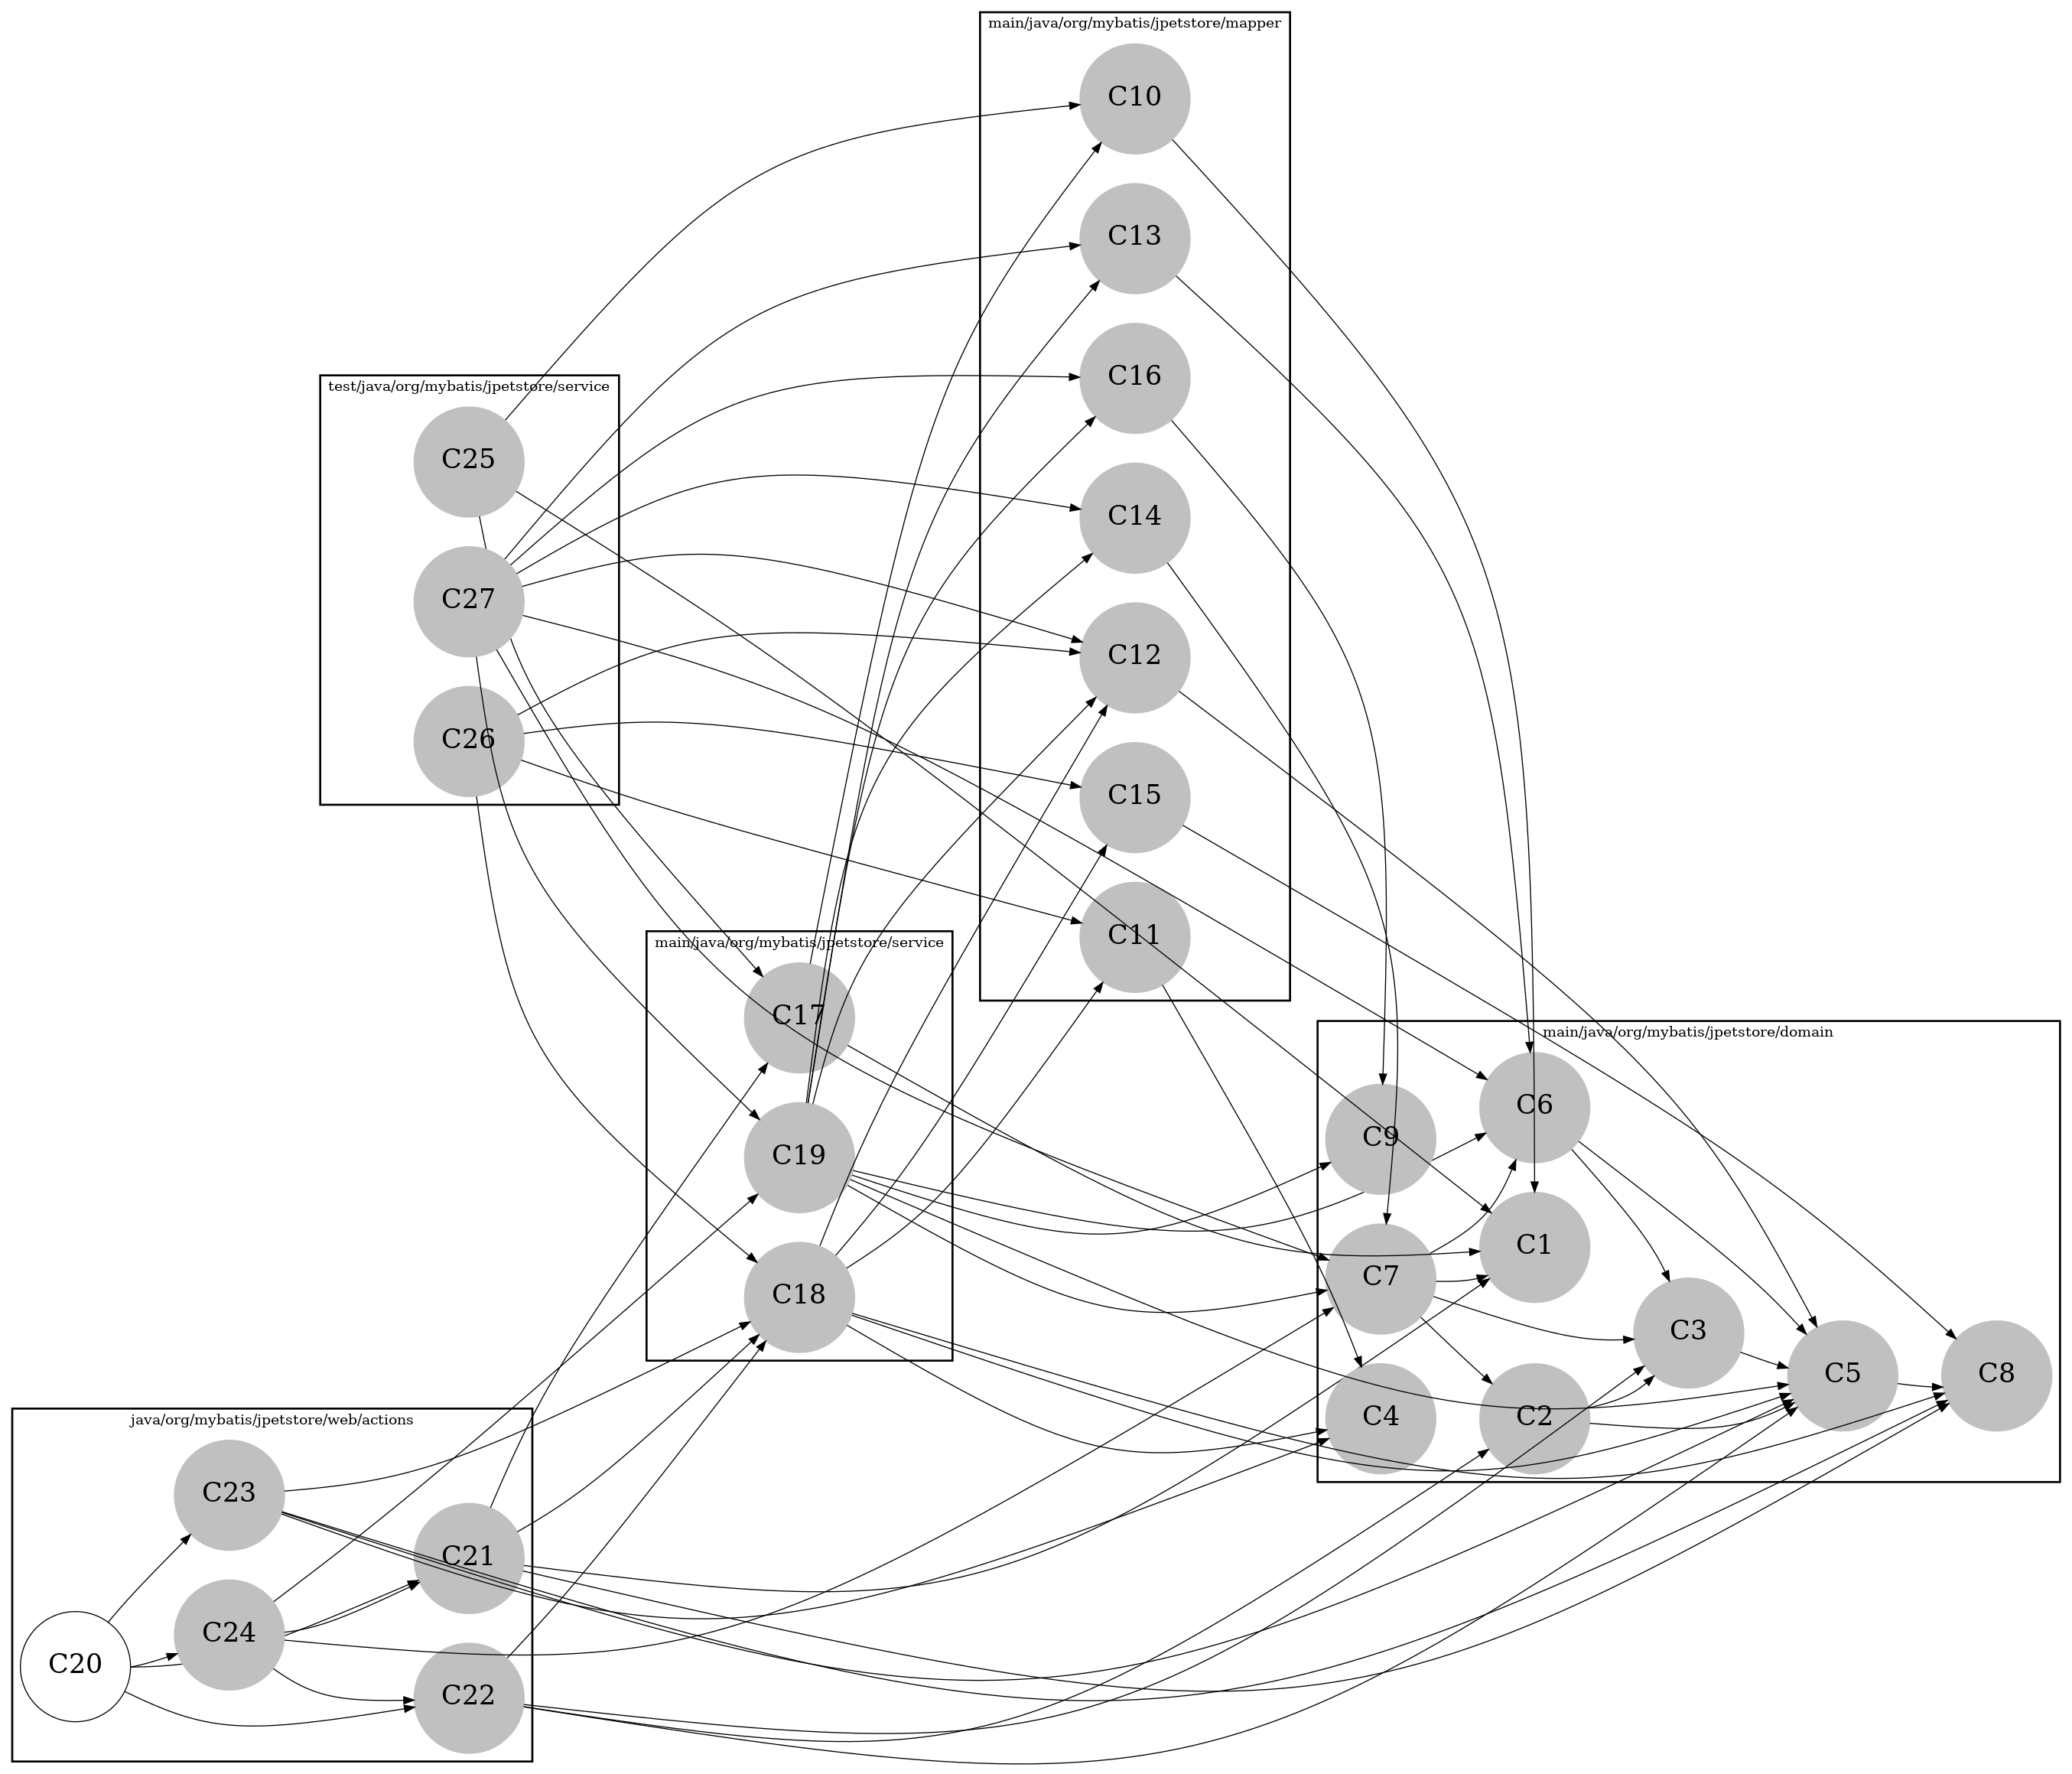 main/java/org/mybatis/jpetstore/mapper
C10
C13
C16
C14
C12
C15
C11
test/java/org/mybatis/jpetstore/service
C25
C27
C26
main/java/org/mybatis/jpetstore/service
C17
C19
C18
main/java/org/mybatis/jpetstore/domain
C6
C9
C1
C7
C3
C5
C8
C4
C2
java/org/mybatis/jpetstore/web/actions
C23
C21
C24
C20
C22